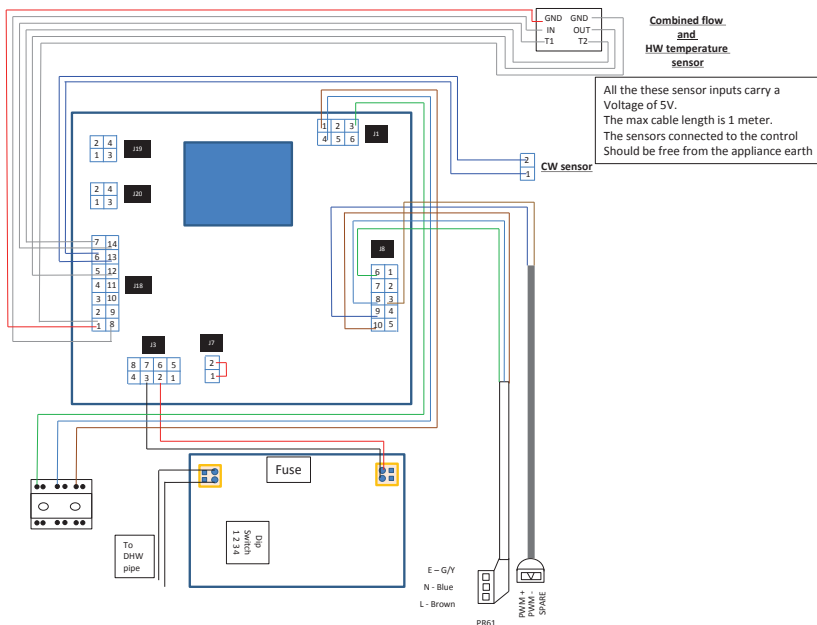 GND GND
IN OUT
T1 T2
Combined flow
and
HW temperature
sensor
All the these sensor inputs carry a
Voltage of 5V.
The max cable length is 1 meter.
The sensors connected to the control
Should be free from the appliance earth
2
1
CW sensor
1 2 3
4 5 6
J1
2 4
1 3
J19
2 4
1 3
J20
7 14
6 13
5 12
4 11
3 10
2 9
1 8
J18
J8
6 1
7 2
8 3
9 4
10 5
J3
8 7 6 5
4 3 2 1
J7
2
1
Fuse
Dip
Switch
1 2 3 4
To
DHW
pipe
E – G/Y
N - Blue
L - Brown
PWM +
PWM -
SPARE
PR61